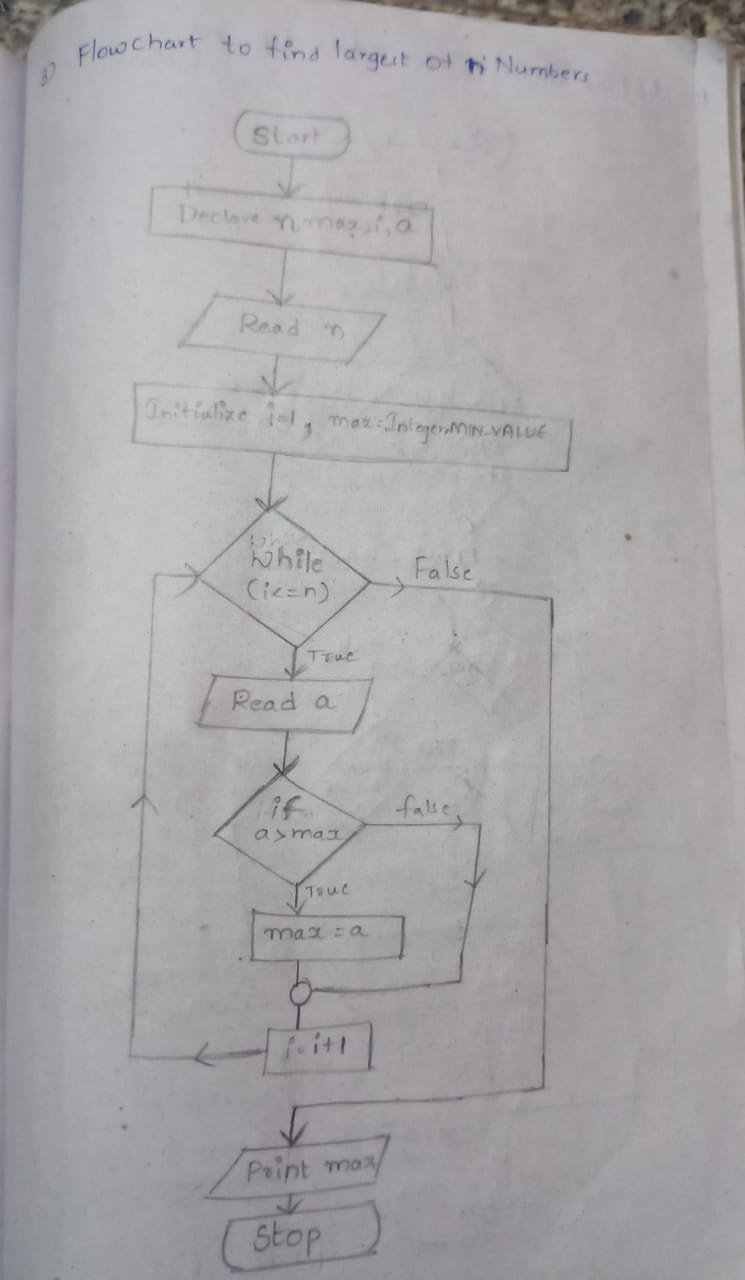 3) Flowchart to find largest of n Numbers
Start
Declare n, max, i, a
Read n
Initialize i=1, max=Integer.MIN_VALUE
While
(i<=n)
False
True
Read a
if
a>max
false
True
max = a
i=i+1
Print max
Stop